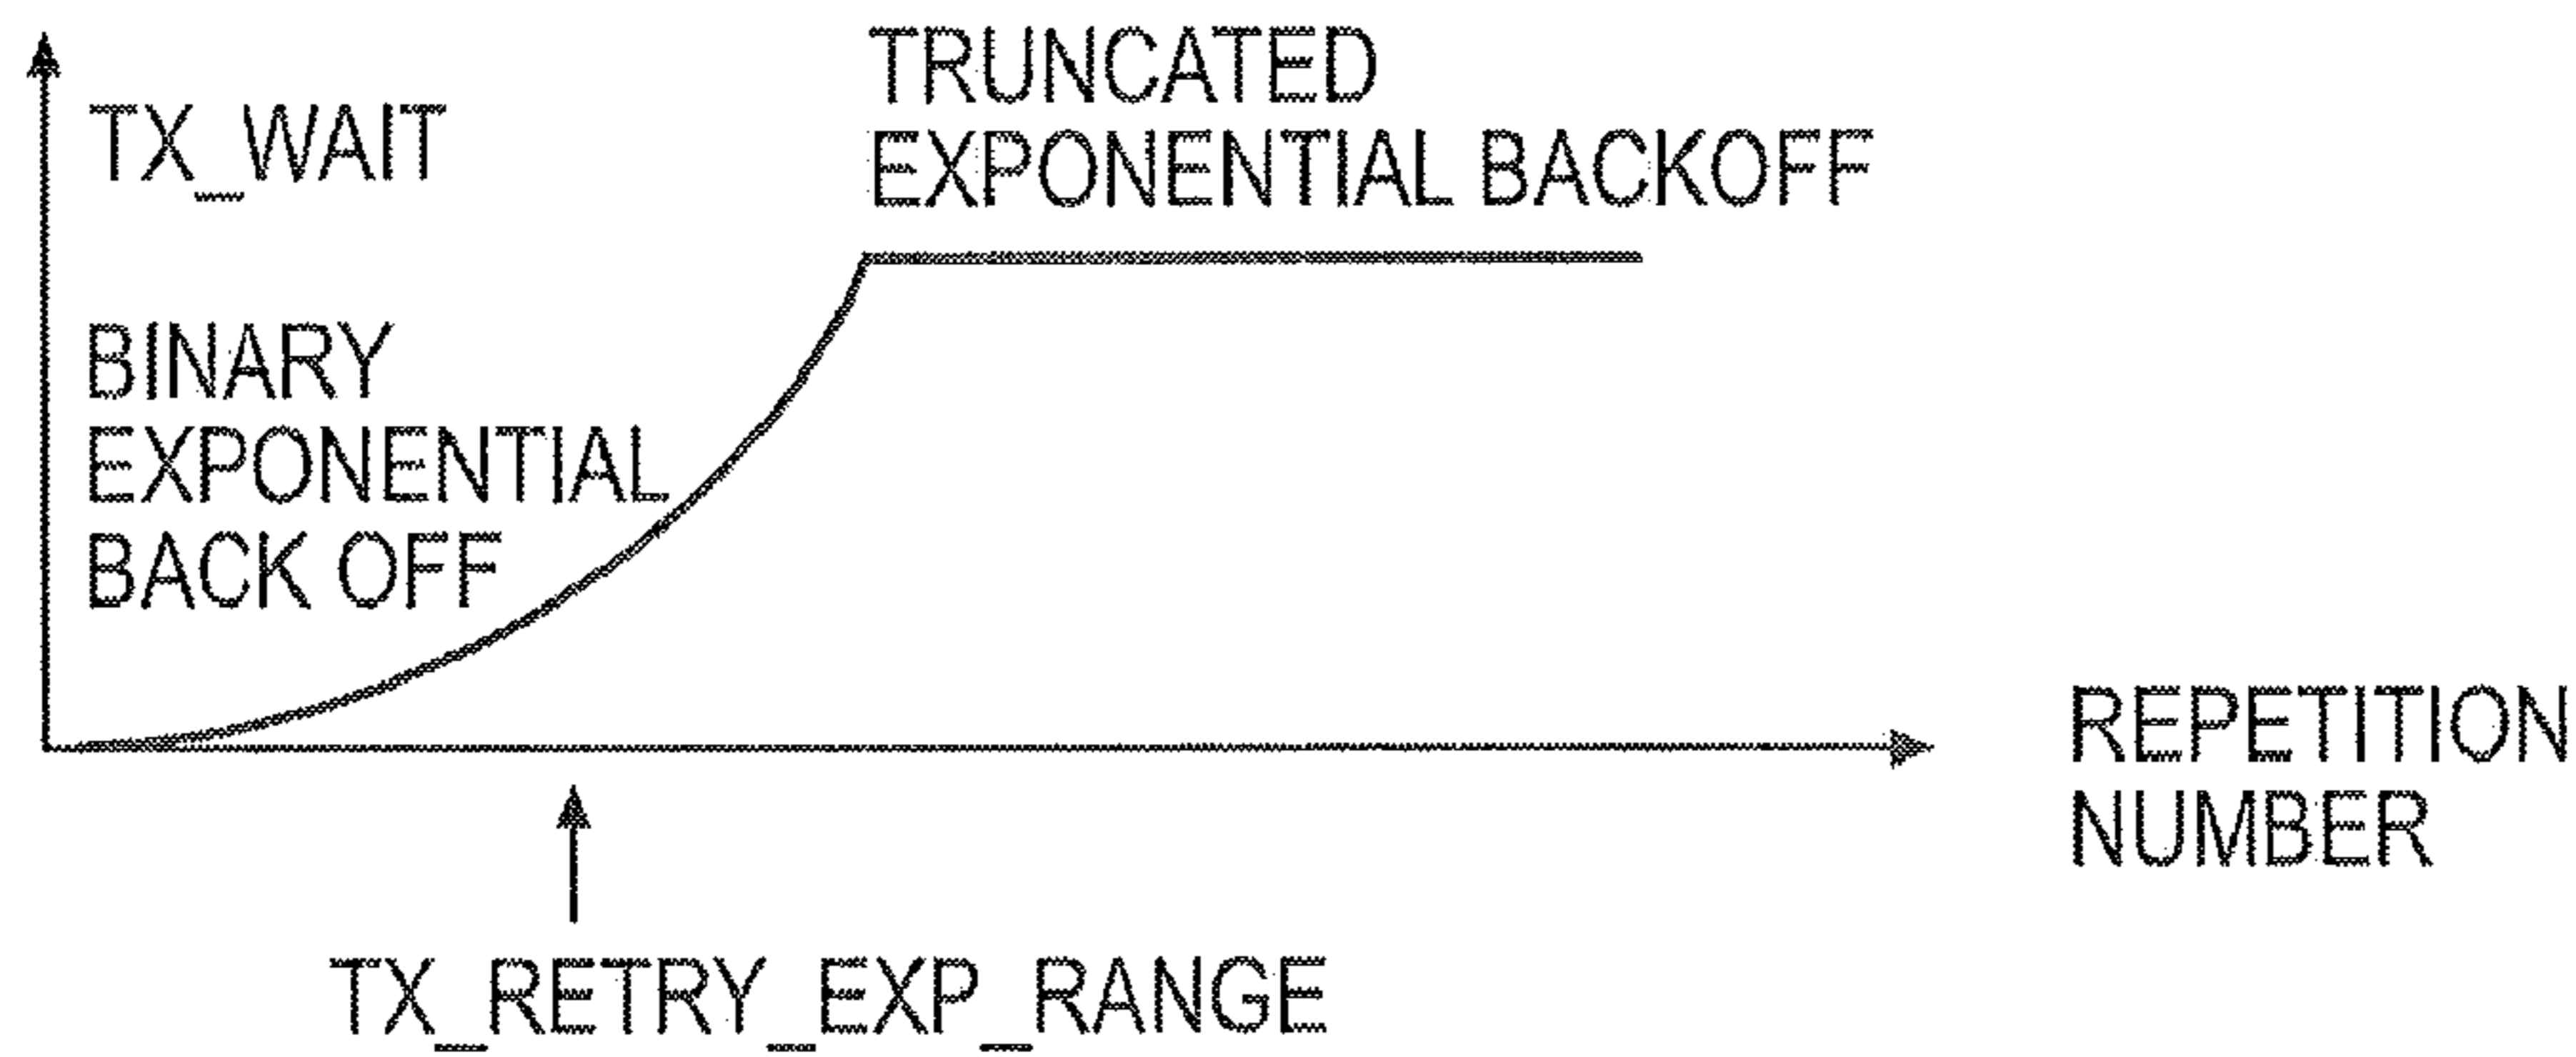 TX_WAIT
TRUNCATED
EXPONENTIAL BACKOFF
BINARY
EXPONENTIAL
BACK OFF
REPETITION
NUMBER
TX_RETRY_EXP_RANGE